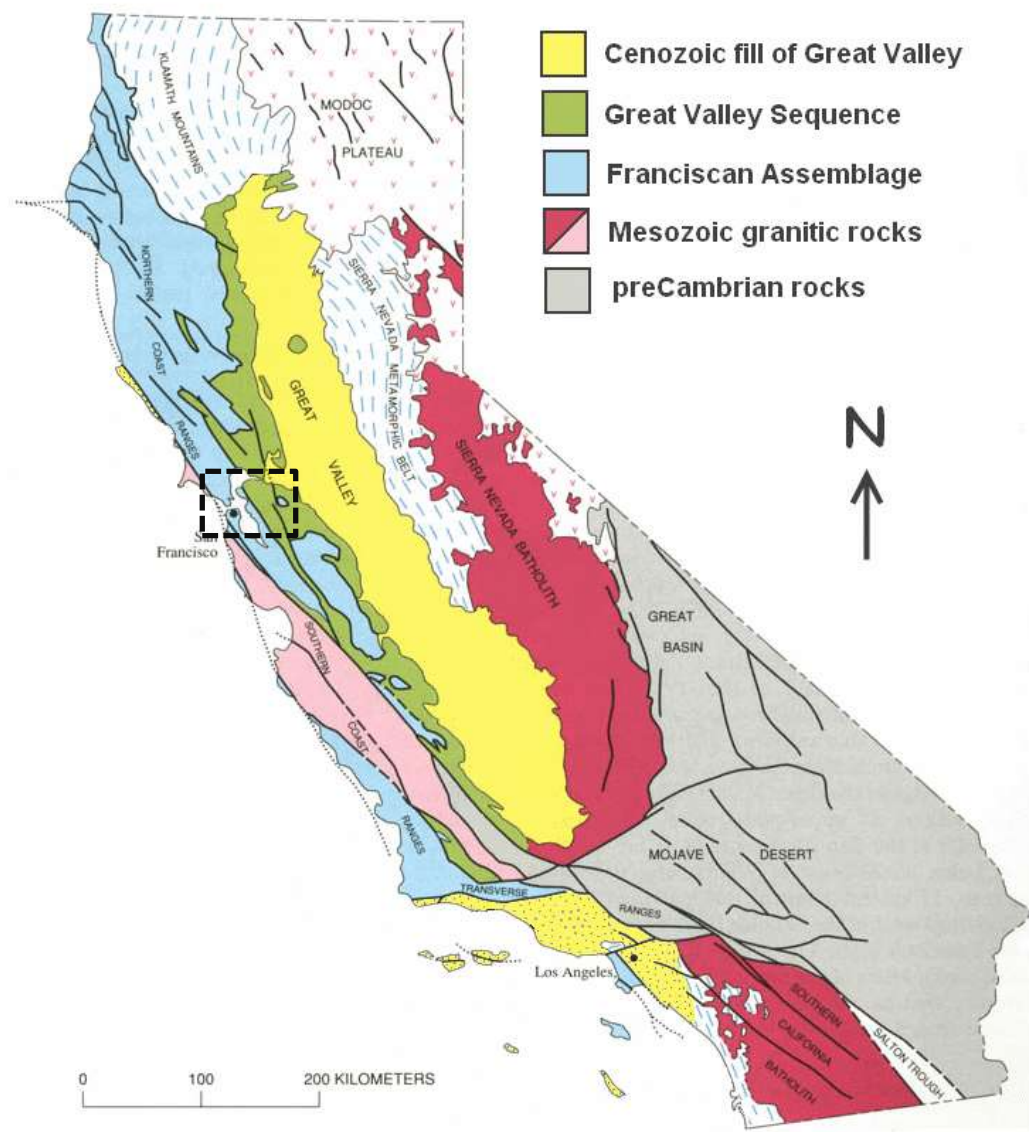 Cenozoic fill of Great Valley
Great Valley Sequence
Franciscan Assemblage
Mesozoic granitic rocks
preCambrian rocks
KLAMATH MOUNTAINS
MODOC
PLATEAU
NORTHERN
COAST
RANGES
SIERRA NEVADA METAMORPHIC BELT
GREAT
VALLEY
SIERRA NEVADA BATHOLITH
N
San
Francisco
GREAT
BASIN
SOUTHERN
COAST
RANGES
MOJAVE DESERT
TRANSVERSE
RANGES
Los Angeles
SOUTHERN
CALIFORNIA
BATHOLITH
SALTON TROUGH
0 100 200 KILOMETERS